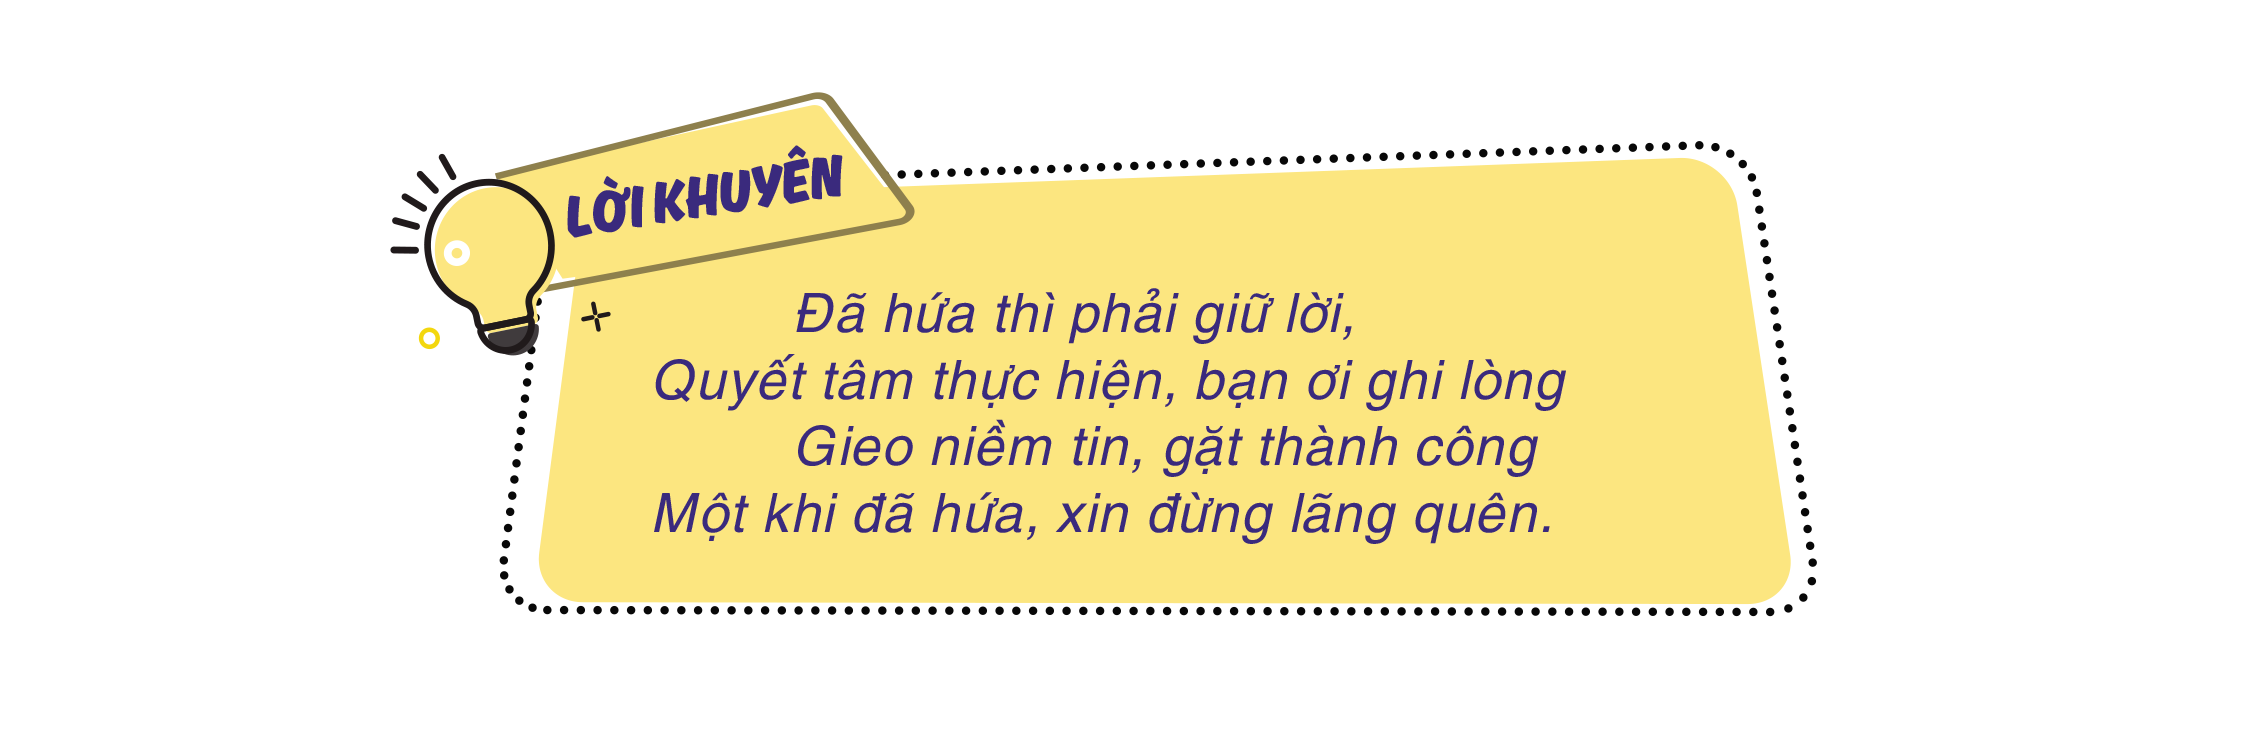 LỜI KHUYÊN
Đã hứa thì phải giữ lời,
Quyết tâm thực hiện, bạn ơi ghi lòng
Gieo niềm tin, gặt thành công
Một khi đã hứa, xin đừng lãng quên.